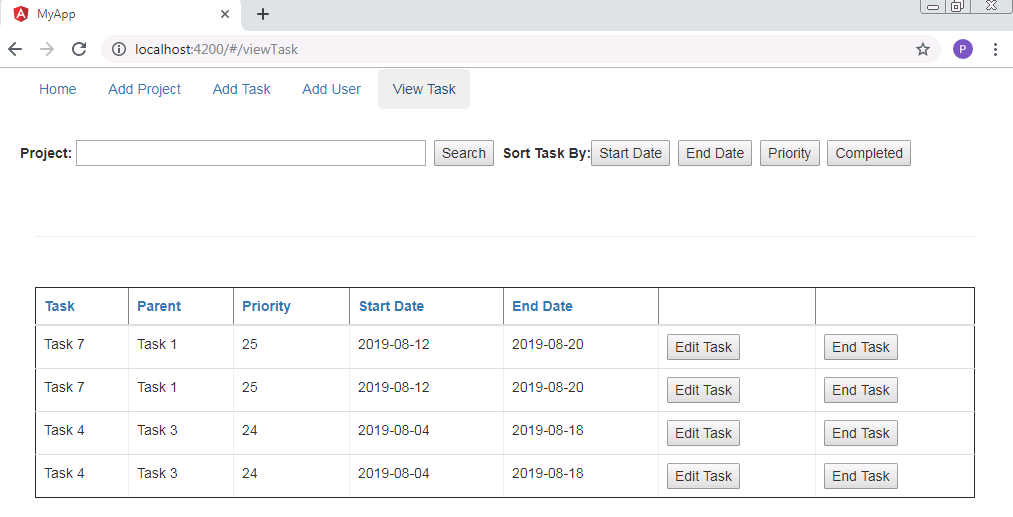 MyApp
localhost:4200/#/viewTask
P
Home Add Project Add Task Add User View Task
Project: Search Sort Task By: Start Date End Date Priority Completed
Task Parent Priority Start Date End Date
Task 7 Task 1 25 2019-08-12 2019-08-20 Edit Task End Task
Task 7 Task 1 25 2019-08-12 2019-08-20 Edit Task End Task
Task 4 Task 3 24 2019-08-04 2019-08-18 Edit Task End Task
Task 4 Task 3 24 2019-08-04 2019-08-18 Edit Task End Task